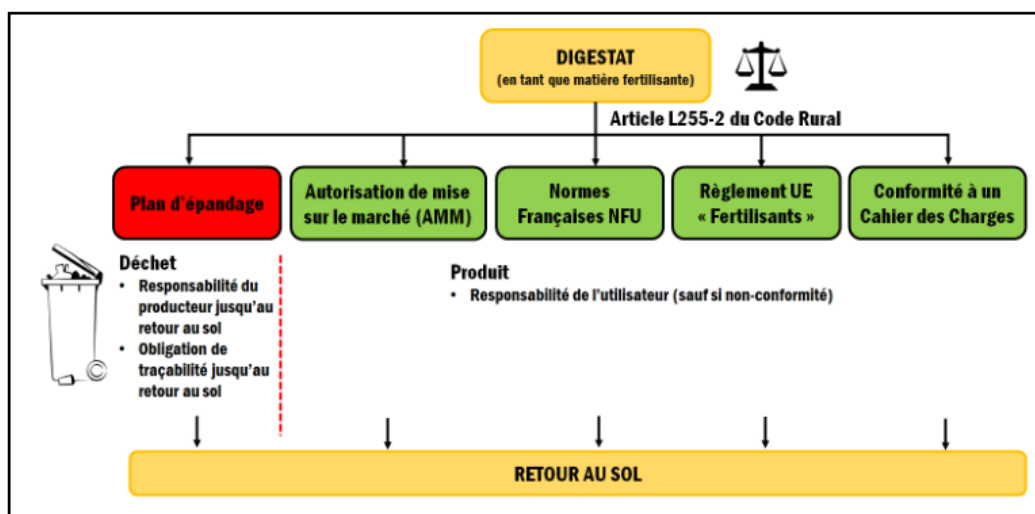 DIGESTAT
(en tant que matière fertilisante)
Article L255-2 du Code Rural
Plan d'épandage
Autorisation de mise
sur le marché (AMM)
Normes
Françaises NFU
Règlement UE
« Fertilisants »
Conformité à un
Cahier des Charges
Déchet
• Responsabilité du
producteur jusqu'au
retour au sol
• Obligation de
traçabilité jusqu'au
retour au sol
Produit
• Responsabilité de l'utilisateur (sauf si non-conformité)
RETOUR AU SOL